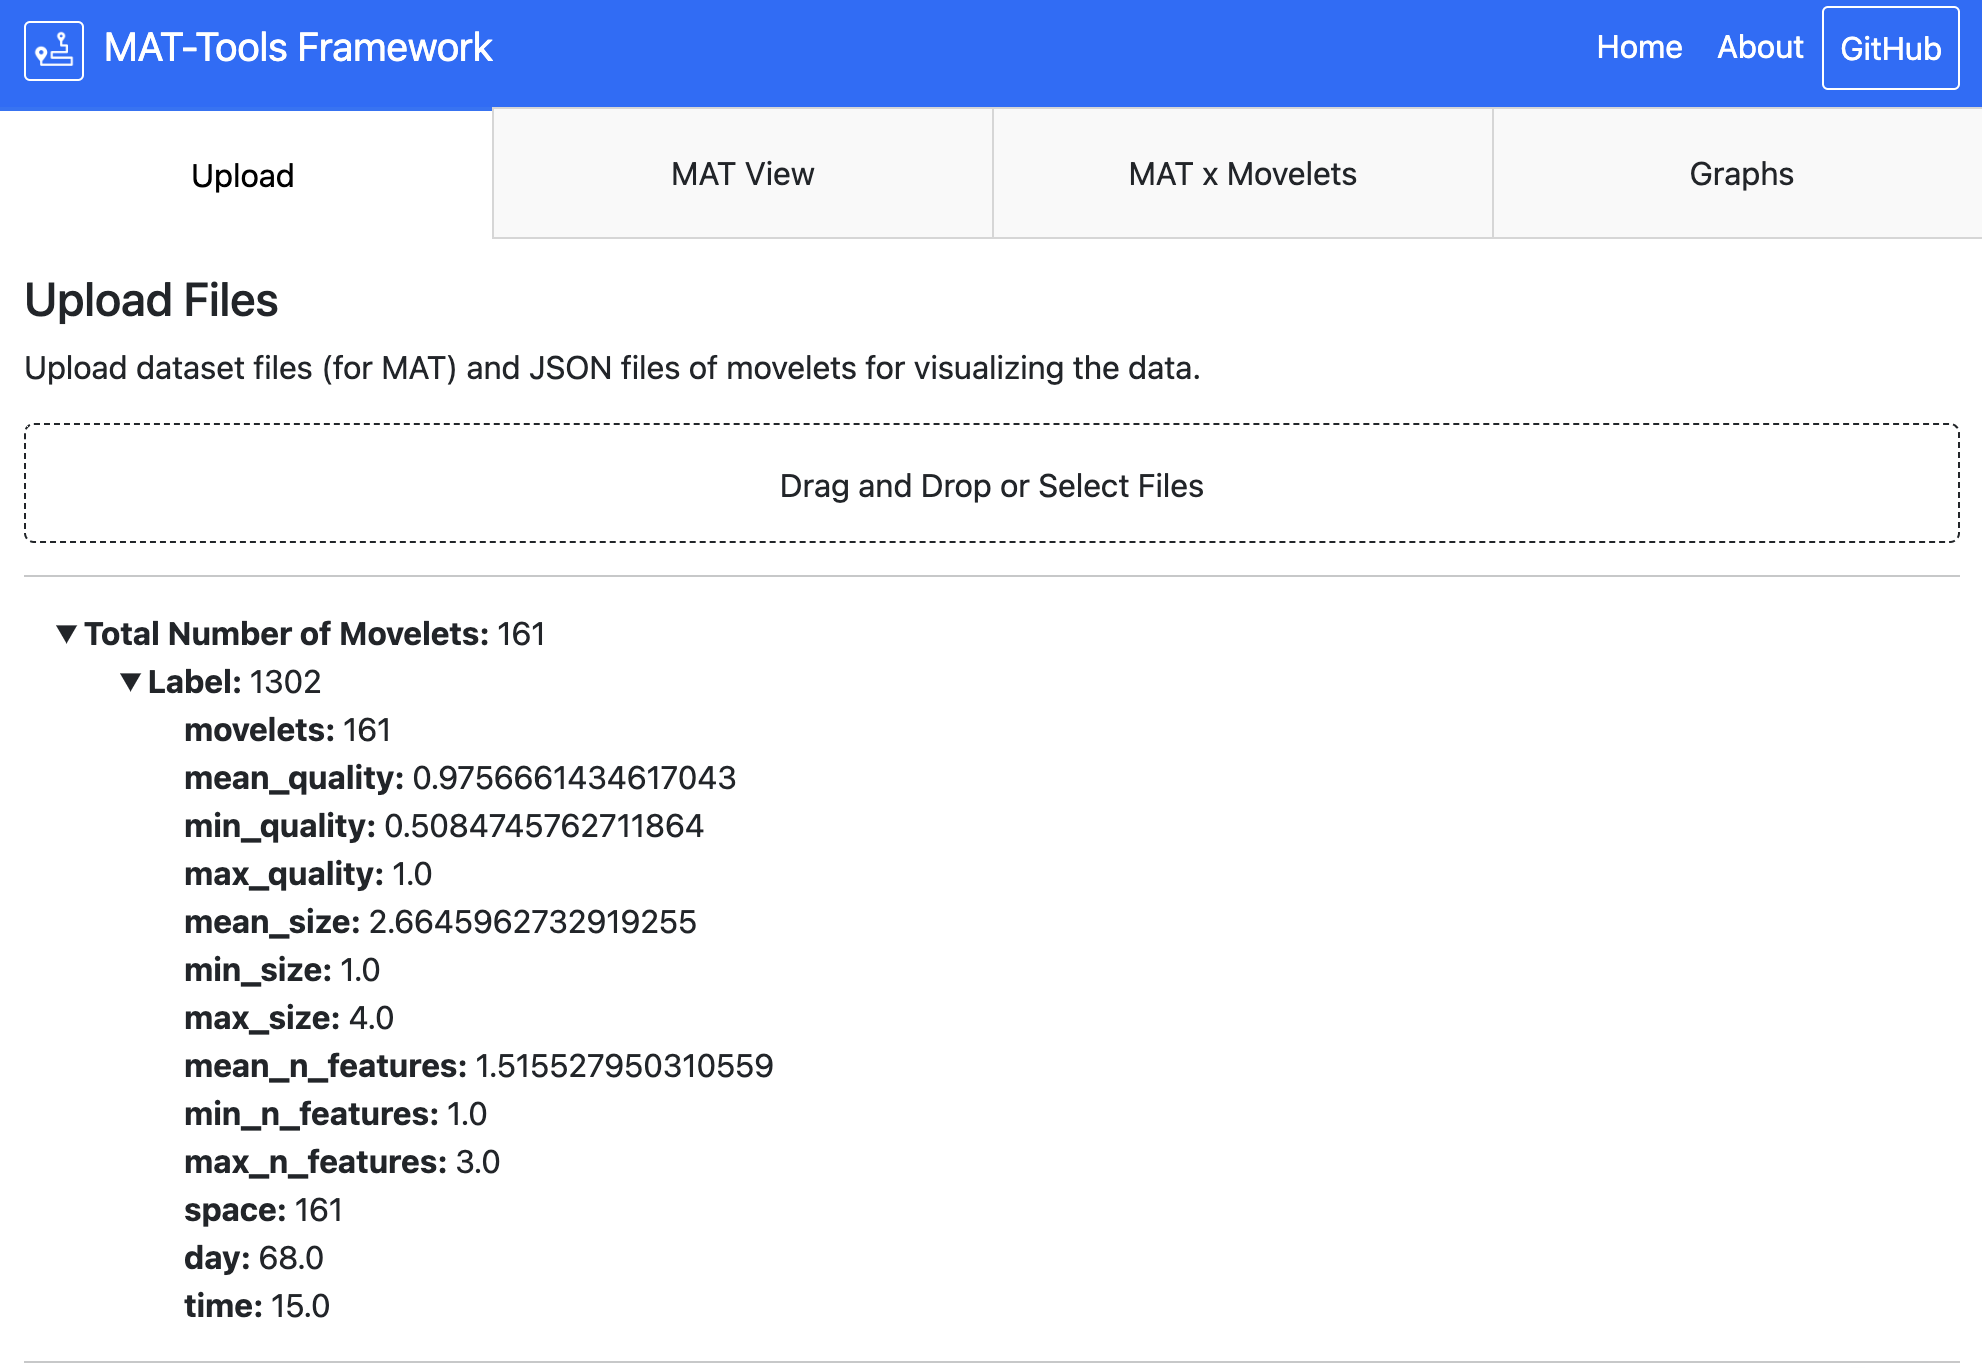 MAT-Tools Framework
Home About GitHub
Upload MAT View MAT x Movelets Graphs
Upload Files
Upload dataset files (for MAT) and JSON files of movelets for visualizing the data.
Drag and Drop or Select Files
Total Number of Movelets: 161
Label: 1302
movelets: 161
mean_quality: 0.9756661434617043
min_quality: 0.5084745762711864
max_quality: 1.0
mean_size: 2.6645962732919255
min_size: 1.0
max_size: 4.0
mean_n_features: 1.515527950310559
min_n_features: 1.0
max_n_features: 3.0
space: 161
day: 68.0
time: 15.0